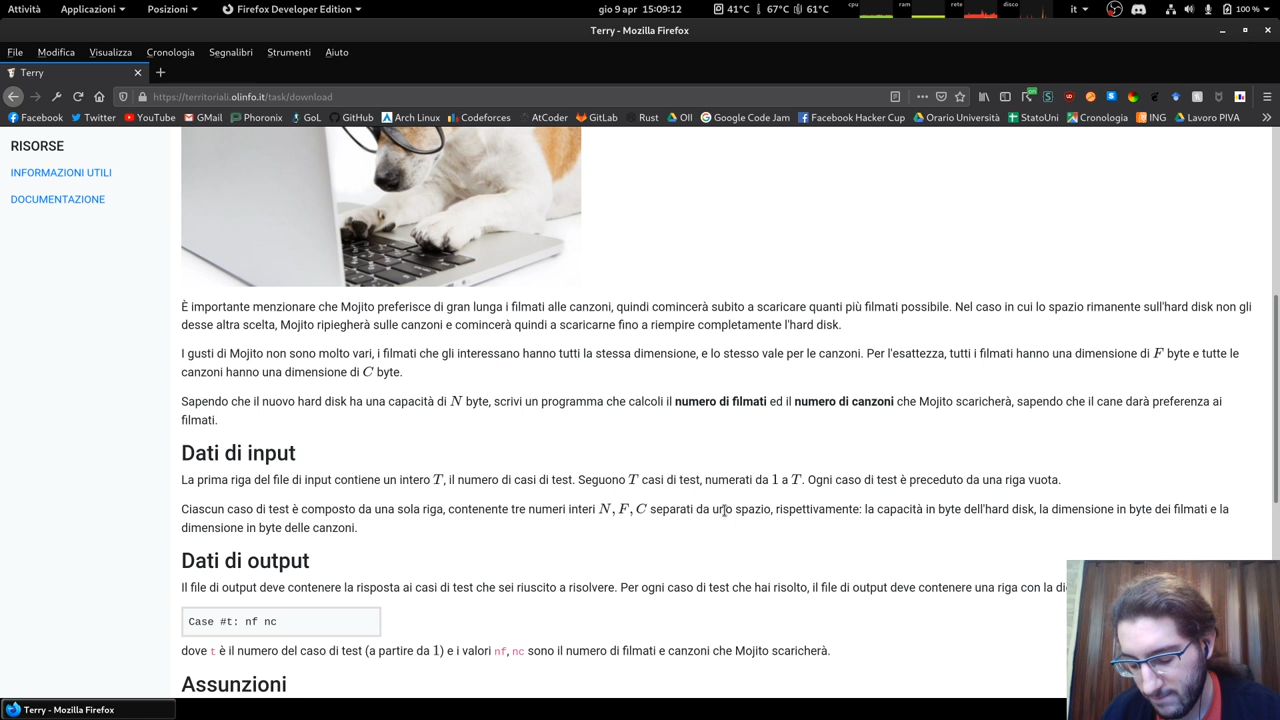 Attività
Applicazioni
Posizioni
Firefox Developer Edition
gio 9 apr 15:09:12
41°C
67°C
61°C
cpu
ram
rete
disco
it
100 %
Terry - Mozilla Firefox
File Modifica Visualizza Cronologia Segnalibri Strumenti Aiuto
Terry
https://territoriali.olinfo.it/task/download
Facebook Twitter YouTube GMail Phoronix GoL GitHub Arch Linux Codeforces AtCoder GitLab Rust OII Google Code Jam Facebook Hacker Cup Orario Università StatoUni Cronologia ING Lavoro PIVA
RISORSE
INFORMAZIONI UTILI
DOCUMENTAZIONE
È importante menzionare che Mojito preferisce di gran lunga i filmati alle canzoni, quindi comincerà subito a scaricare quanti più filmati possibile. Nel caso in cui lo spazio rimanente sull'hard disk non gli
desse altra scelta, Mojito ripiegherà sulle canzoni e comincerà quindi a scaricarne fino a riempire completamente l'hard disk.
I gusti di Mojito non sono molto vari, i filmati che gli interessano hanno tutti la stessa dimensione, e lo stesso vale per le canzoni. Per l'esattezza, tutti i filmati hanno una dimensione di F byte e tutte le
canzoni hanno una dimensione di C byte.
Sapendo che il nuovo hard disk ha una capacità di N byte, scrivi un programma che calcoli il numero di filmati ed il numero di canzoni che Mojito scaricherà, sapendo che il cane darà preferenza ai
filmati.
Dati di input
La prima riga del file di input contiene un intero T, il numero di casi di test. Seguono T casi di test, numerati da 1 a T. Ogni caso di test è preceduto da una riga vuota.
Ciascun caso di test è composto da una sola riga, contenente tre numeri interi N, F, C separati da uno spazio, rispettivamente: la capacità in byte dell'hard disk, la dimensione in byte dei filmati e la
dimensione in byte delle canzoni.
Dati di output
Il file di output deve contenere la risposta ai casi di test che sei riuscito a risolvere. Per ogni caso di test che hai risolto, il file di output deve contenere una riga con la
Case #t: nf nc
dove t è il numero del caso di test (a partire da 1) e i valori nf, nc sono il numero di filmati e canzoni che Mojito scaricherà.
Assunzioni
Terry - Mozilla Firefox